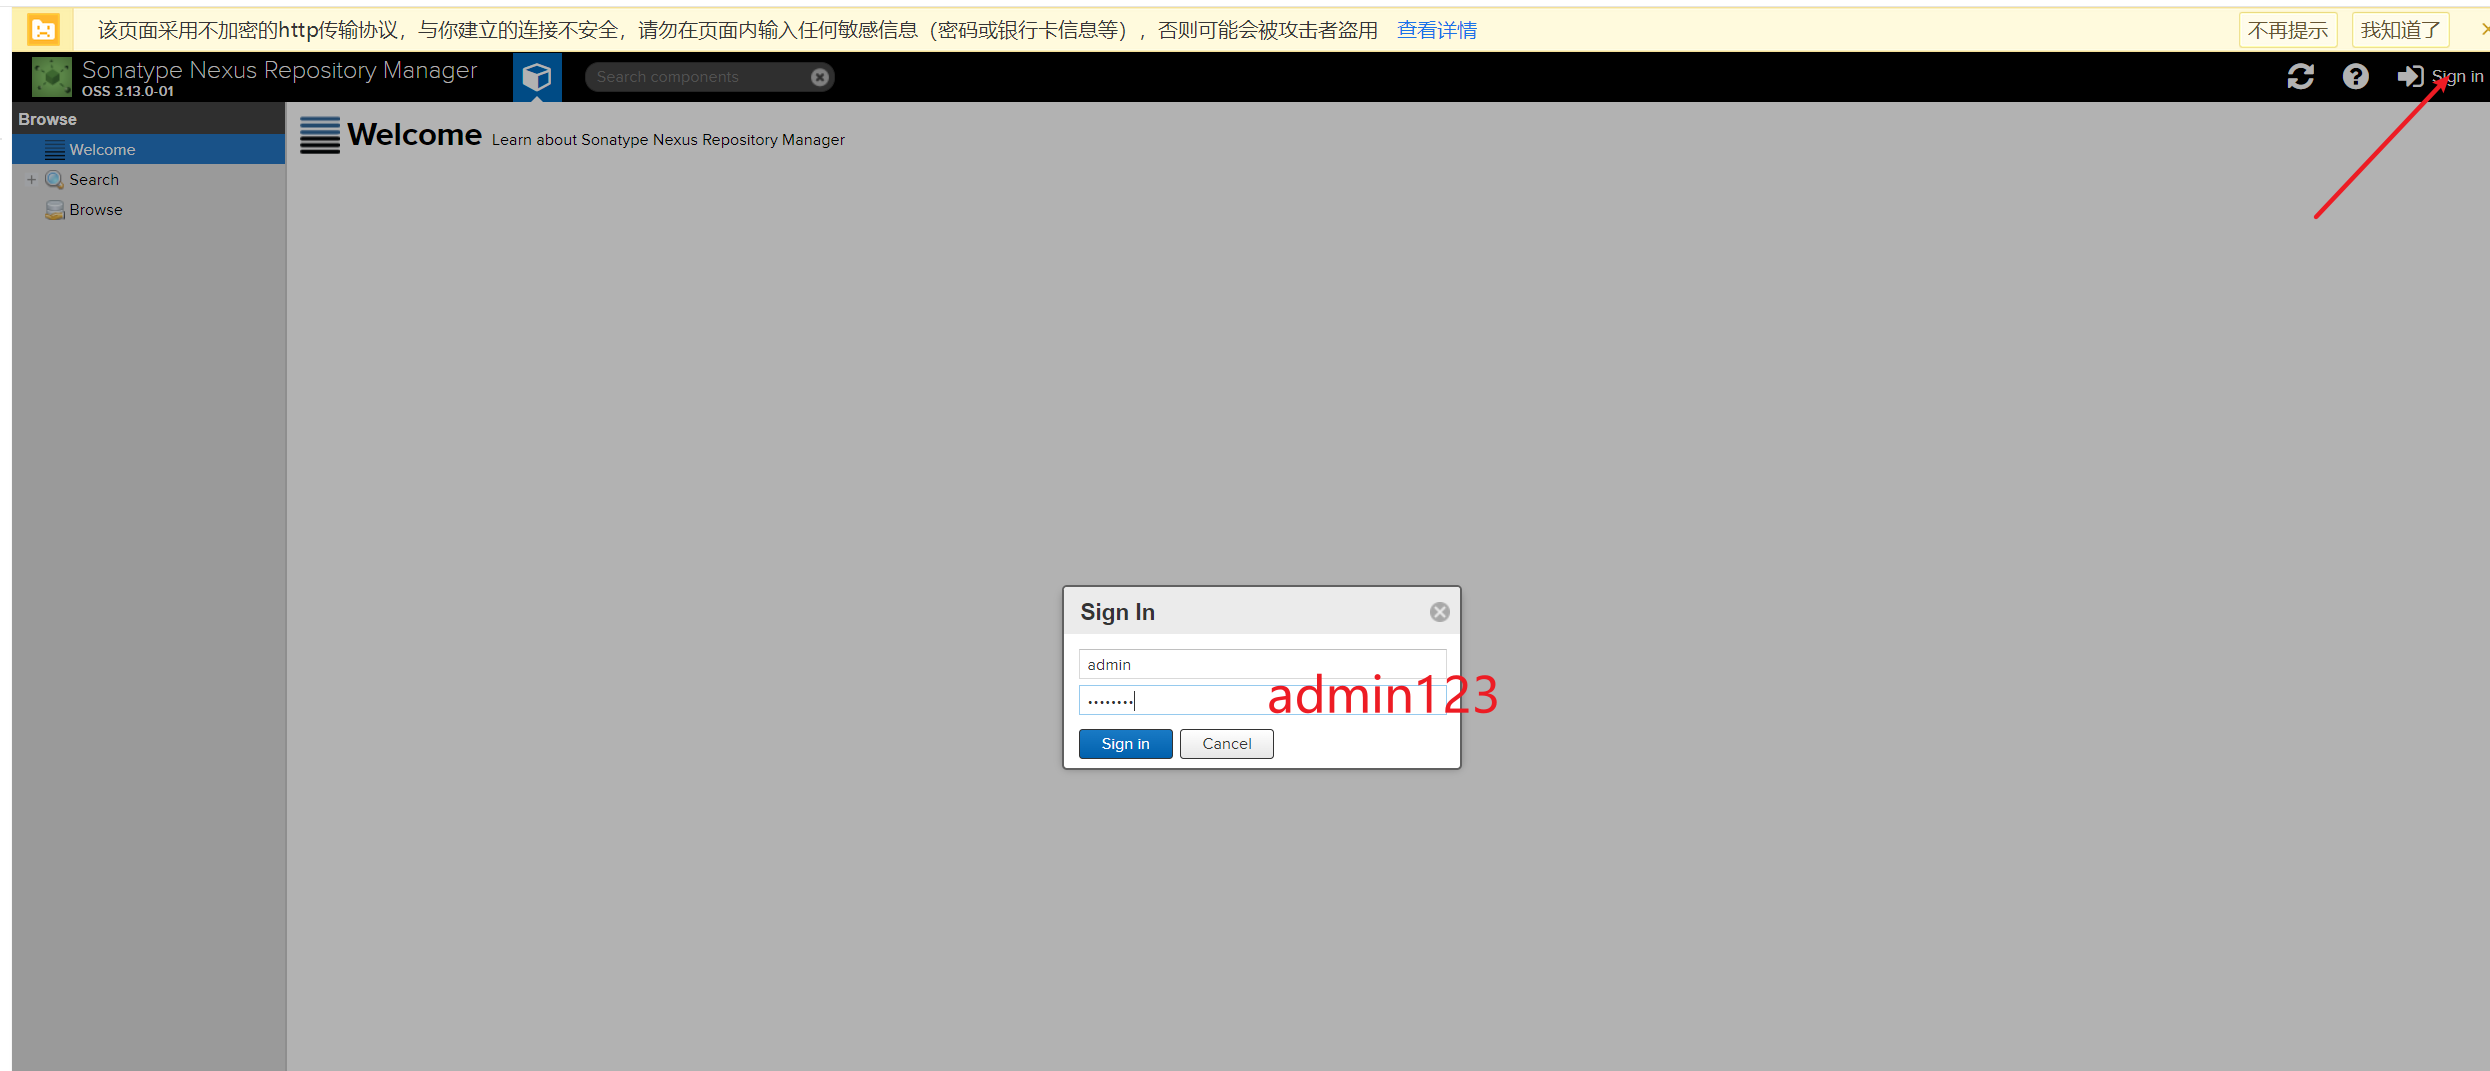 该页面采用不加密的http传输协议，与你建立的连接不安全，请勿在页面内输入任何敏感信息（密码或银行卡信息等），否则可能会被攻击者盗用 查看详情 不再提示 我知道了
Sonatype Nexus Repository Manager
OSS 3.13.0-01
Search components
Sign in
Browse
Welcome
Search
Browse
Welcome Learn about Sonatype Nexus Repository Manager
Sign In
admin
admin123
Sign in Cancel